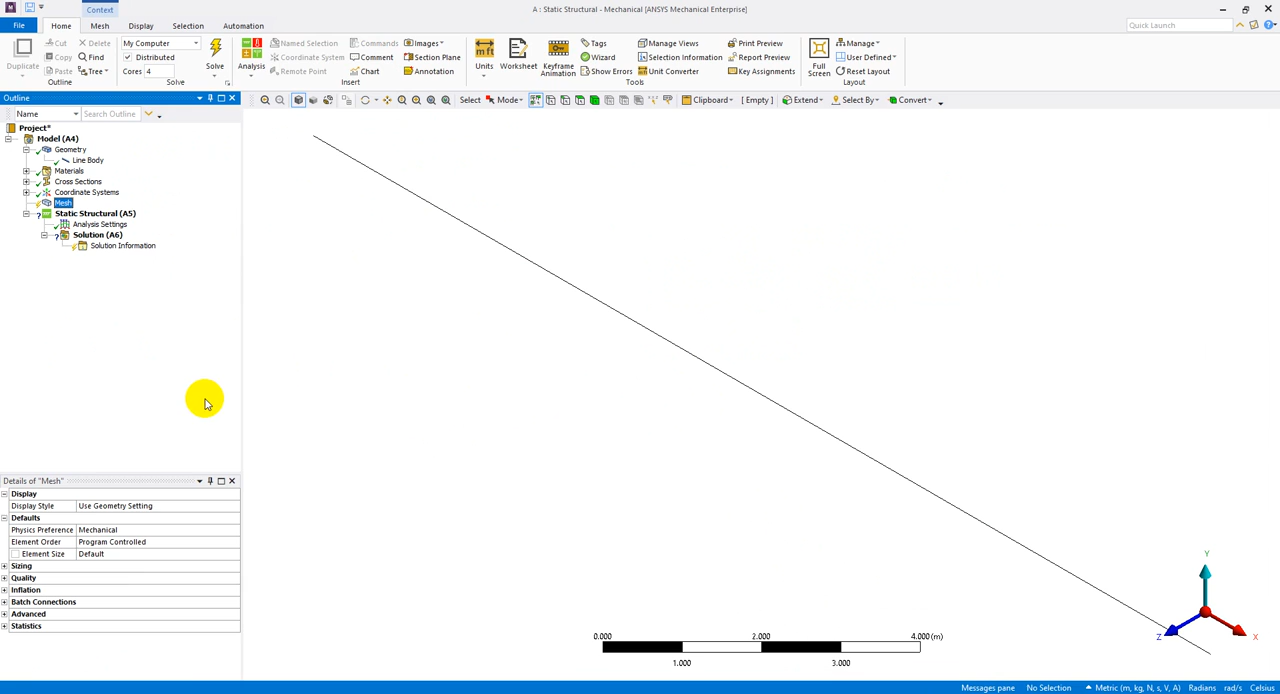 Context
A : Static Structural - Mechanical [ANSYS Mechanical Enterprise]
File Home Mesh Display Selection Automation Quick Launch
Duplicate
Cut
Delete
Copy
Find
Paste
Tree
Outline
My Computer
Distributed
Cores 4
Solve
Solve
Analysis
Named Selection
Coordinate System
Remote Point
Commands
Comment
Chart
Images
Section Plane
Annotation
Insert
Units
Worksheet
Keyframe Animation
Tags
Wizard
Show Errors
Manage Views
Selection Information
Unit Converter
Print Preview
Report Preview
Key Assignments
Tools
Full Screen
Manage
User Defined
Reset Layout
Layout
Outline
Select Mode Clipboard [ Empty ] Extend Select By Convert
Name Search Outline
Project*
Model (A4)
Geometry
Line Body
Materials
Cross Sections
Coordinate Systems
Mesh
Static Structural (A5)
Analysis Settings
Solution (A6)
Solution Information
Details of "Mesh"
Display
Display Style Use Geometry Setting
Defaults
Physics Preference Mechanical
Element Order Program Controlled
Element Size Default
Sizing
Quality
Inflation
Batch Connections
Advanced
Statistics
0.000 2.000 4.000 (m)
1.000 3.000
Y
Z
X
Messages pane No Selection Metric (m, kg, N, s, V, A) Radians rad/s Celsius